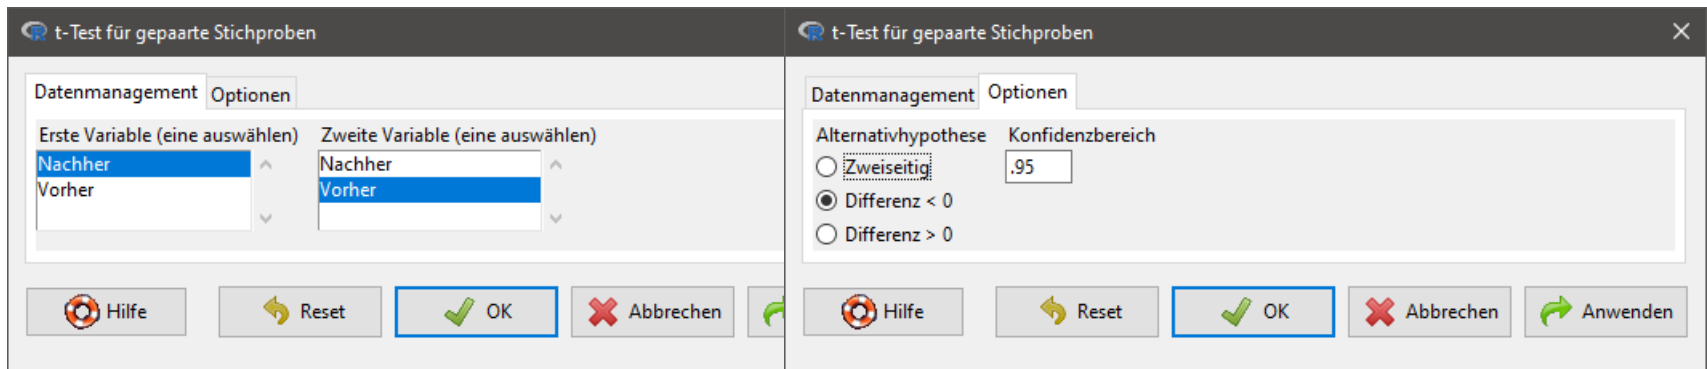 t-Test für gepaarte Stichproben
Datenmanagement Optionen
Erste Variable (eine auswählen) Zweite Variable (eine auswählen)
Nachher Nachher
Vorher Vorher
Hilfe Reset OK Abbrechen
t-Test für gepaarte Stichproben
Datenmanagement Optionen
Alternativhypothese Konfidenzbereich
Zweiseitig .95
Differenz < 0
Differenz > 0
Hilfe Reset OK Abbrechen Anwenden